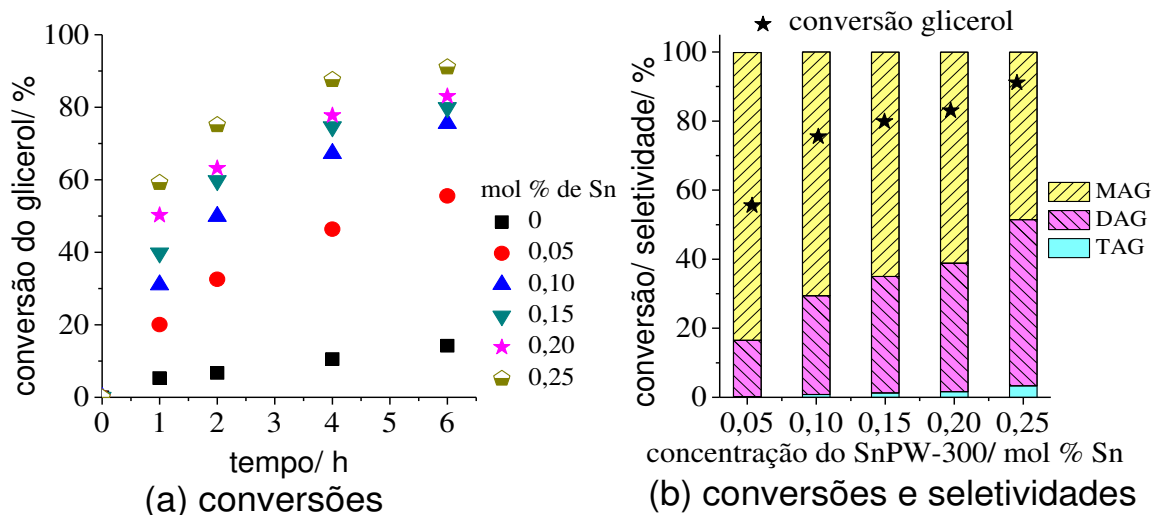 100
80
60
40
20
0
conversão do glicerol/ %
0 1 2 3 4 5 6
tempo/ h
mol % de Sn
0
0,05
0,10
0,15
0,20
0,25
(a) conversões
conversão glicerol
100
80
60
40
20
0
conversão/ seletividade/ %
MAG
DAG
TAG
0,05 0,10 0,15 0,20 0,25
concentração do SnPW-300/ mol % Sn
(b) conversões e seletividades